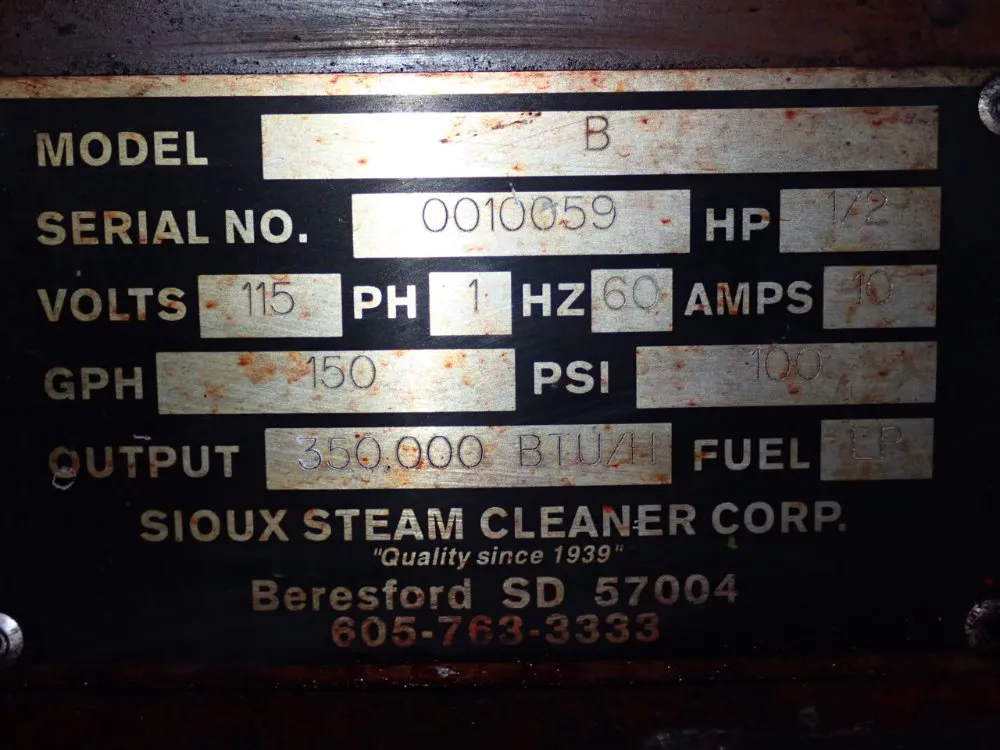 MODEL B
SERIAL NO. 0010059 HP 1/2
VOLTS 115 PH 1 HZ 60 AMPS 10
GPH 150 PSI 100
OUTPUT 350,000 BTU/H FUEL LP
SIOUX STEAM CLEANER CORP.
"Quality since 1939"
Beresford SD 57004
605-763-3333